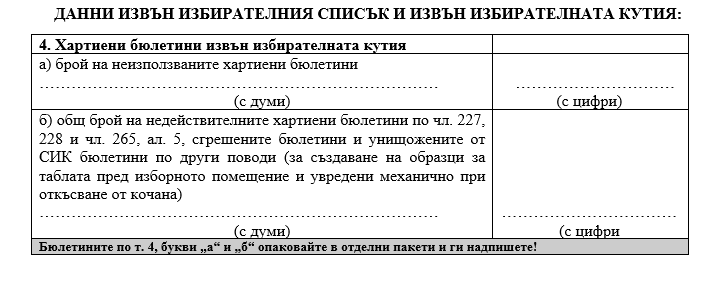 ДАННИ ИЗВЪН ИЗБИРАТЕЛНИЯ СПИСЪК И ИЗВЪН ИЗБИРАТЕЛНАТА КУТИЯ:
4. Хартиени бюлетини извън избирателната кутия
а) брой на неизползваните хартиени бюлетини
…………………………………………………………………… ………………………………
(с думи) (с цифри)
б) общ брой на недействителните хартиени бюлетини по чл. 227,
228 и чл. 265, ал. 5, сгрешените бюлетини и унищожените от
СИК бюлетини по други поводи (за създаване на образци за
таблата пред изборното помещение и увредени механично при
откъсване от кочана)
…………………………………………………………………… ………………………………
(с думи) (с цифри
Бюлетините по т. 4, букви „а“ и „б“ опаковайте в отделни пакети и ги надпишете!